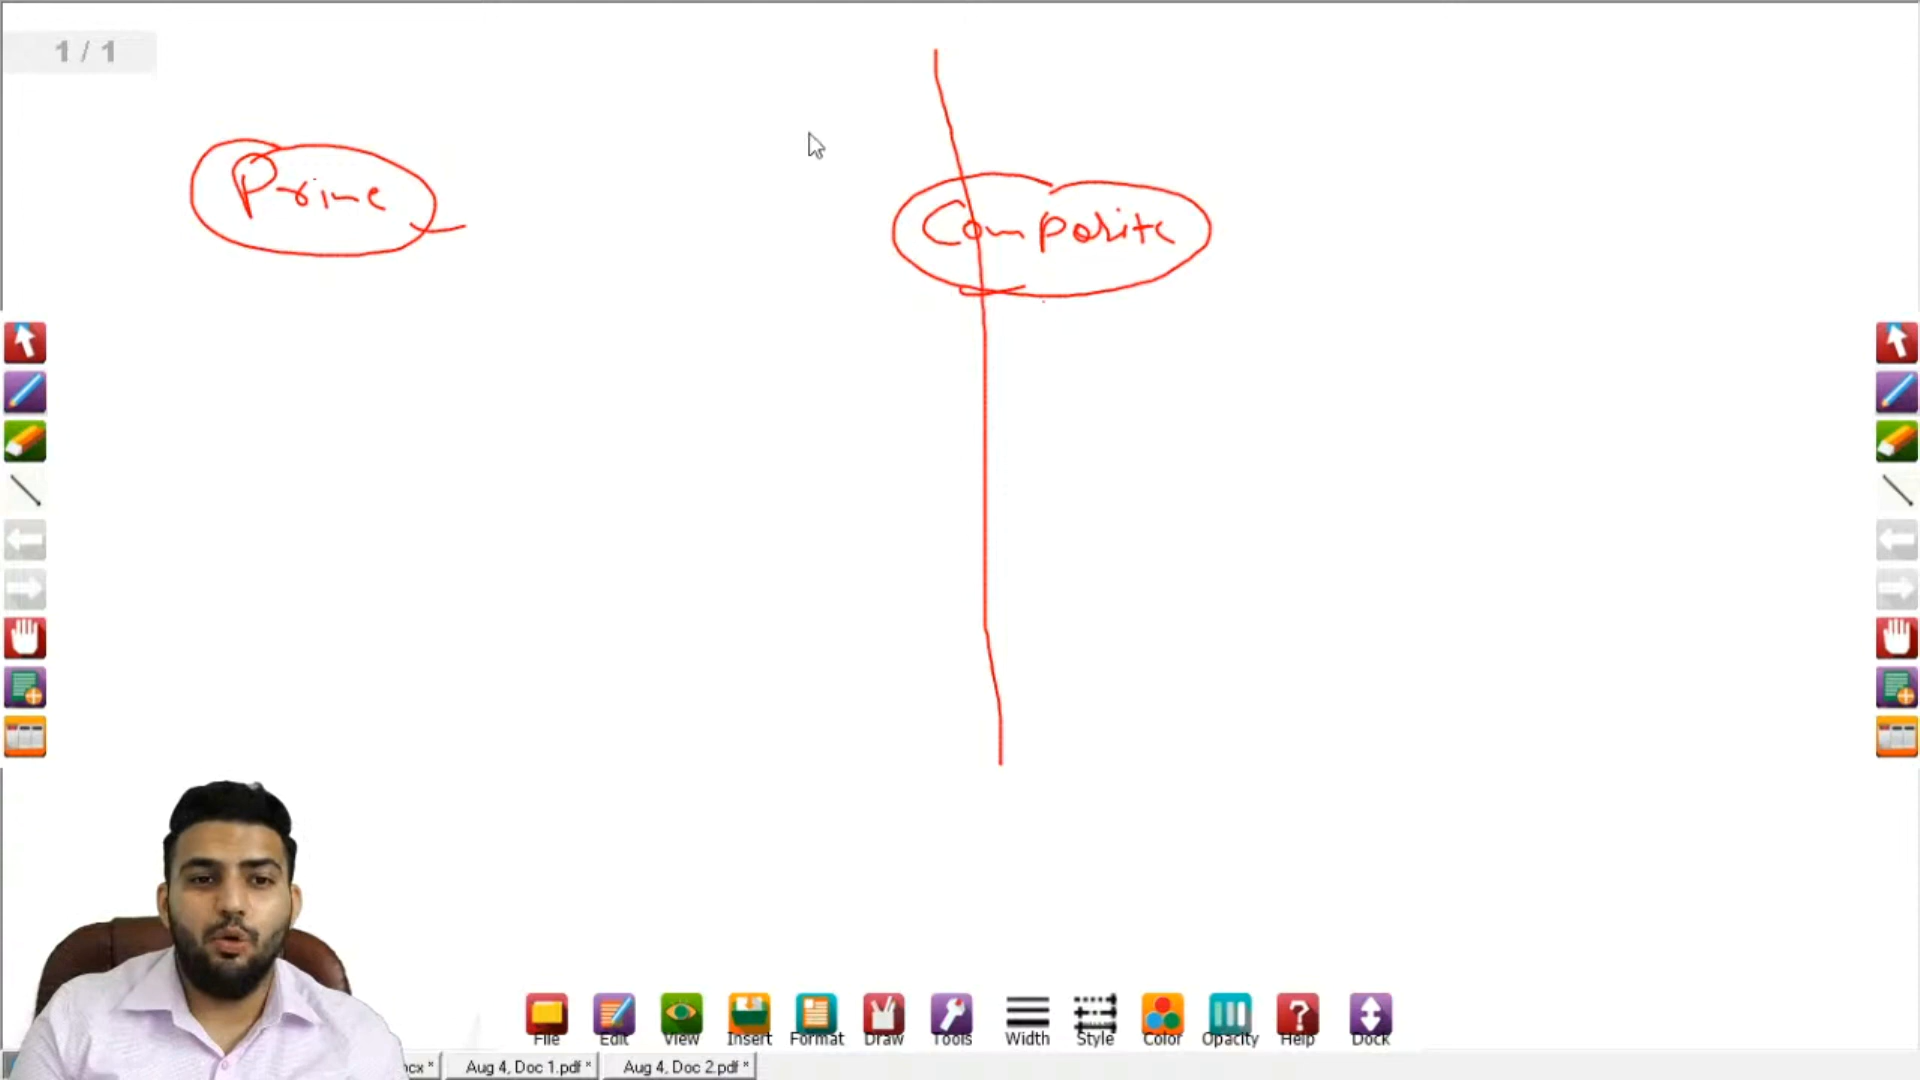 1 / 1
Prime
Composite
File Edit View Insert Format Draw Tools Width Style Color Opacity Help Dock
ocx * Aug 4, Doc 1.pdf * Aug 4, Doc 2.pdf *